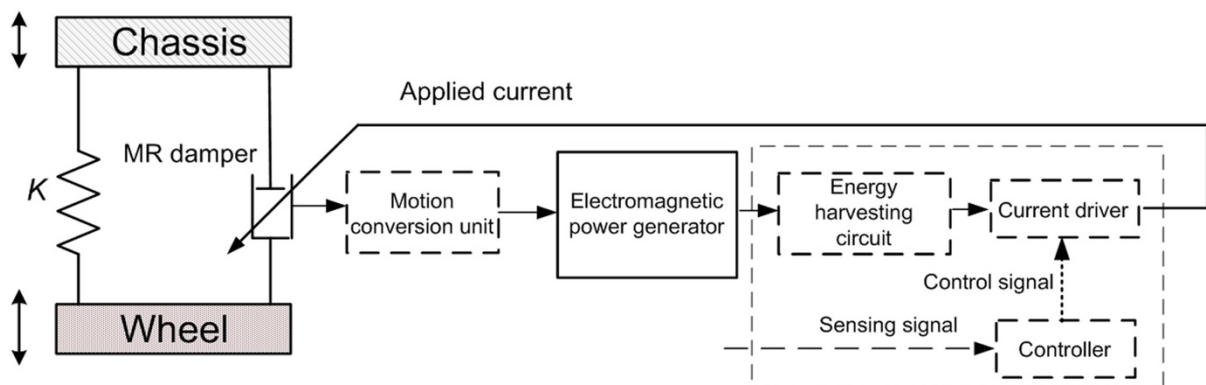 Chassis
Applied current
MR damper
K
Motion
conversion unit
Electromagnetic
power generator
Energy
harvesting
circuit
Current driver
Control signal
Sensing signal
Controller
Wheel